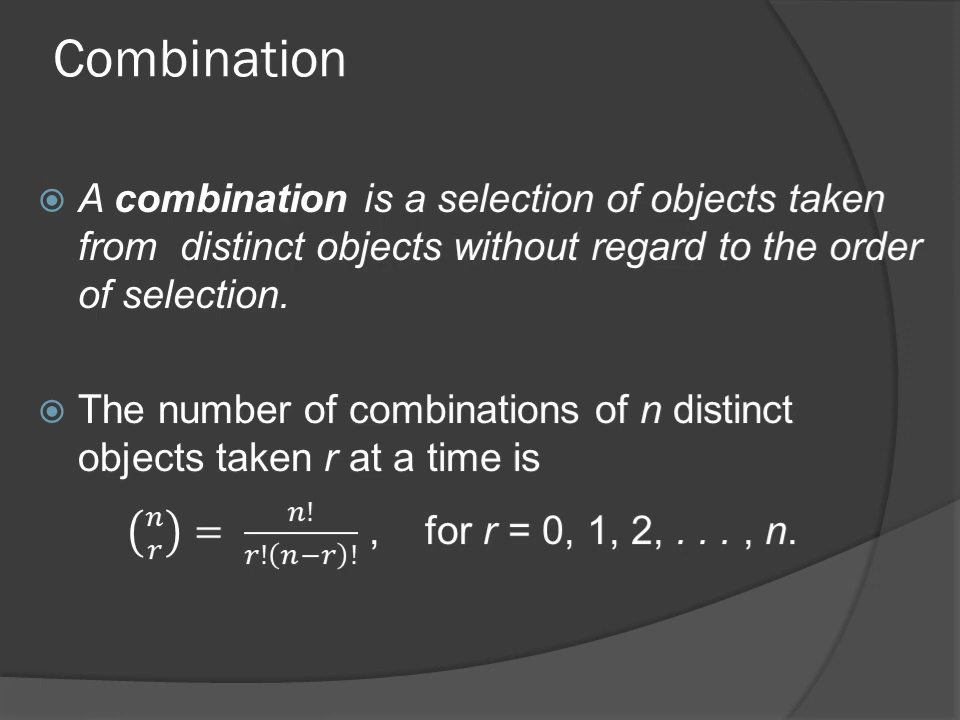 Combination
A combination is a selection of objects taken
from distinct objects without regard to the order
of selection.
The number of combinations of n distinct
objects taken r at a time is
(n r) = n! / r!(n−r)! , for r = 0, 1, 2, . . . , n.